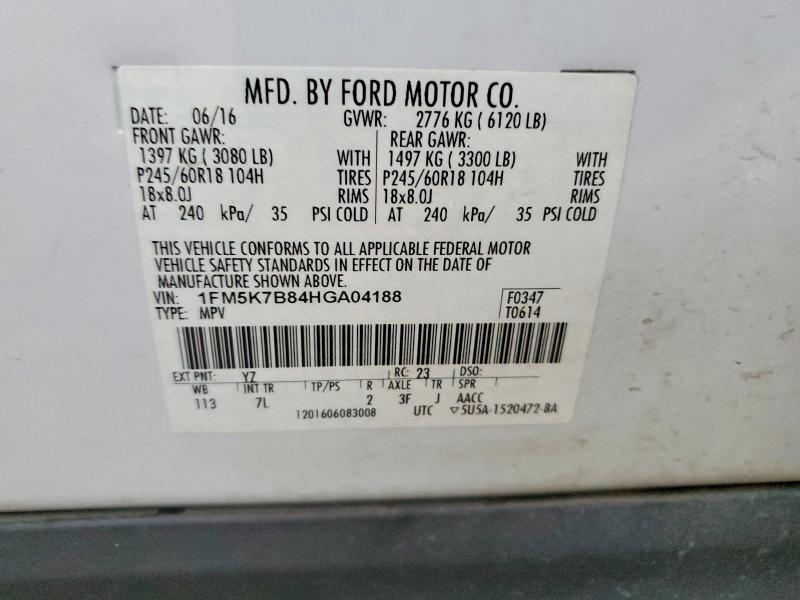 MFD. BY FORD MOTOR CO.
DATE: 06/16 GVWR: 2776 KG ( 6120 LB)
FRONT GAWR: REAR GAWR:
1397 KG ( 3080 LB) WITH 1497 KG ( 3300 LB) WITH
P245/60R18 104H TIRES P245/60R18 104H TIRES
18x8.0J RIMS 18x8.0J RIMS
AT 240 kPa/ 35 PSI COLD AT 240 kPa/ 35 PSI COLD
THIS VEHICLE CONFORMS TO ALL APPLICABLE FEDERAL MOTOR
VEHICLE SAFETY STANDARDS IN EFFECT ON THE DATE OF
MANUFACTURE SHOWN ABOVE.
VIN: 1FM5K7B84HGA04188 F0347
TYPE: MPV T0614
EXT PNT: YZ RC: 23 DSO:
WB INT TR TP/PS R AXLE TR SPR
113 7L 2 3F J AACC
1201606083008 UTC ▽5U5A-1520472-BA